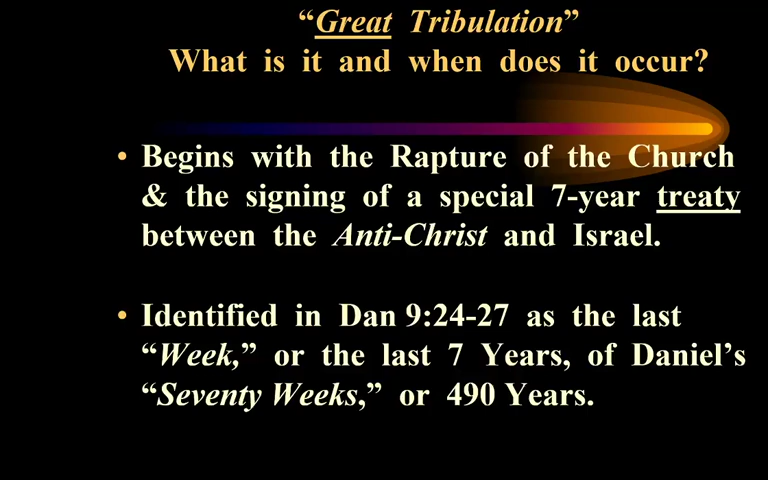 “Great Tribulation”
What is it and when does it occur?
• Begins with the Rapture of the Church
& the signing of a special 7-year treaty
between the Anti-Christ and Israel.
• Identified in Dan 9:24-27 as the last
“Week,” or the last 7 Years, of Daniel’s
“Seventy Weeks,” or 490 Years.